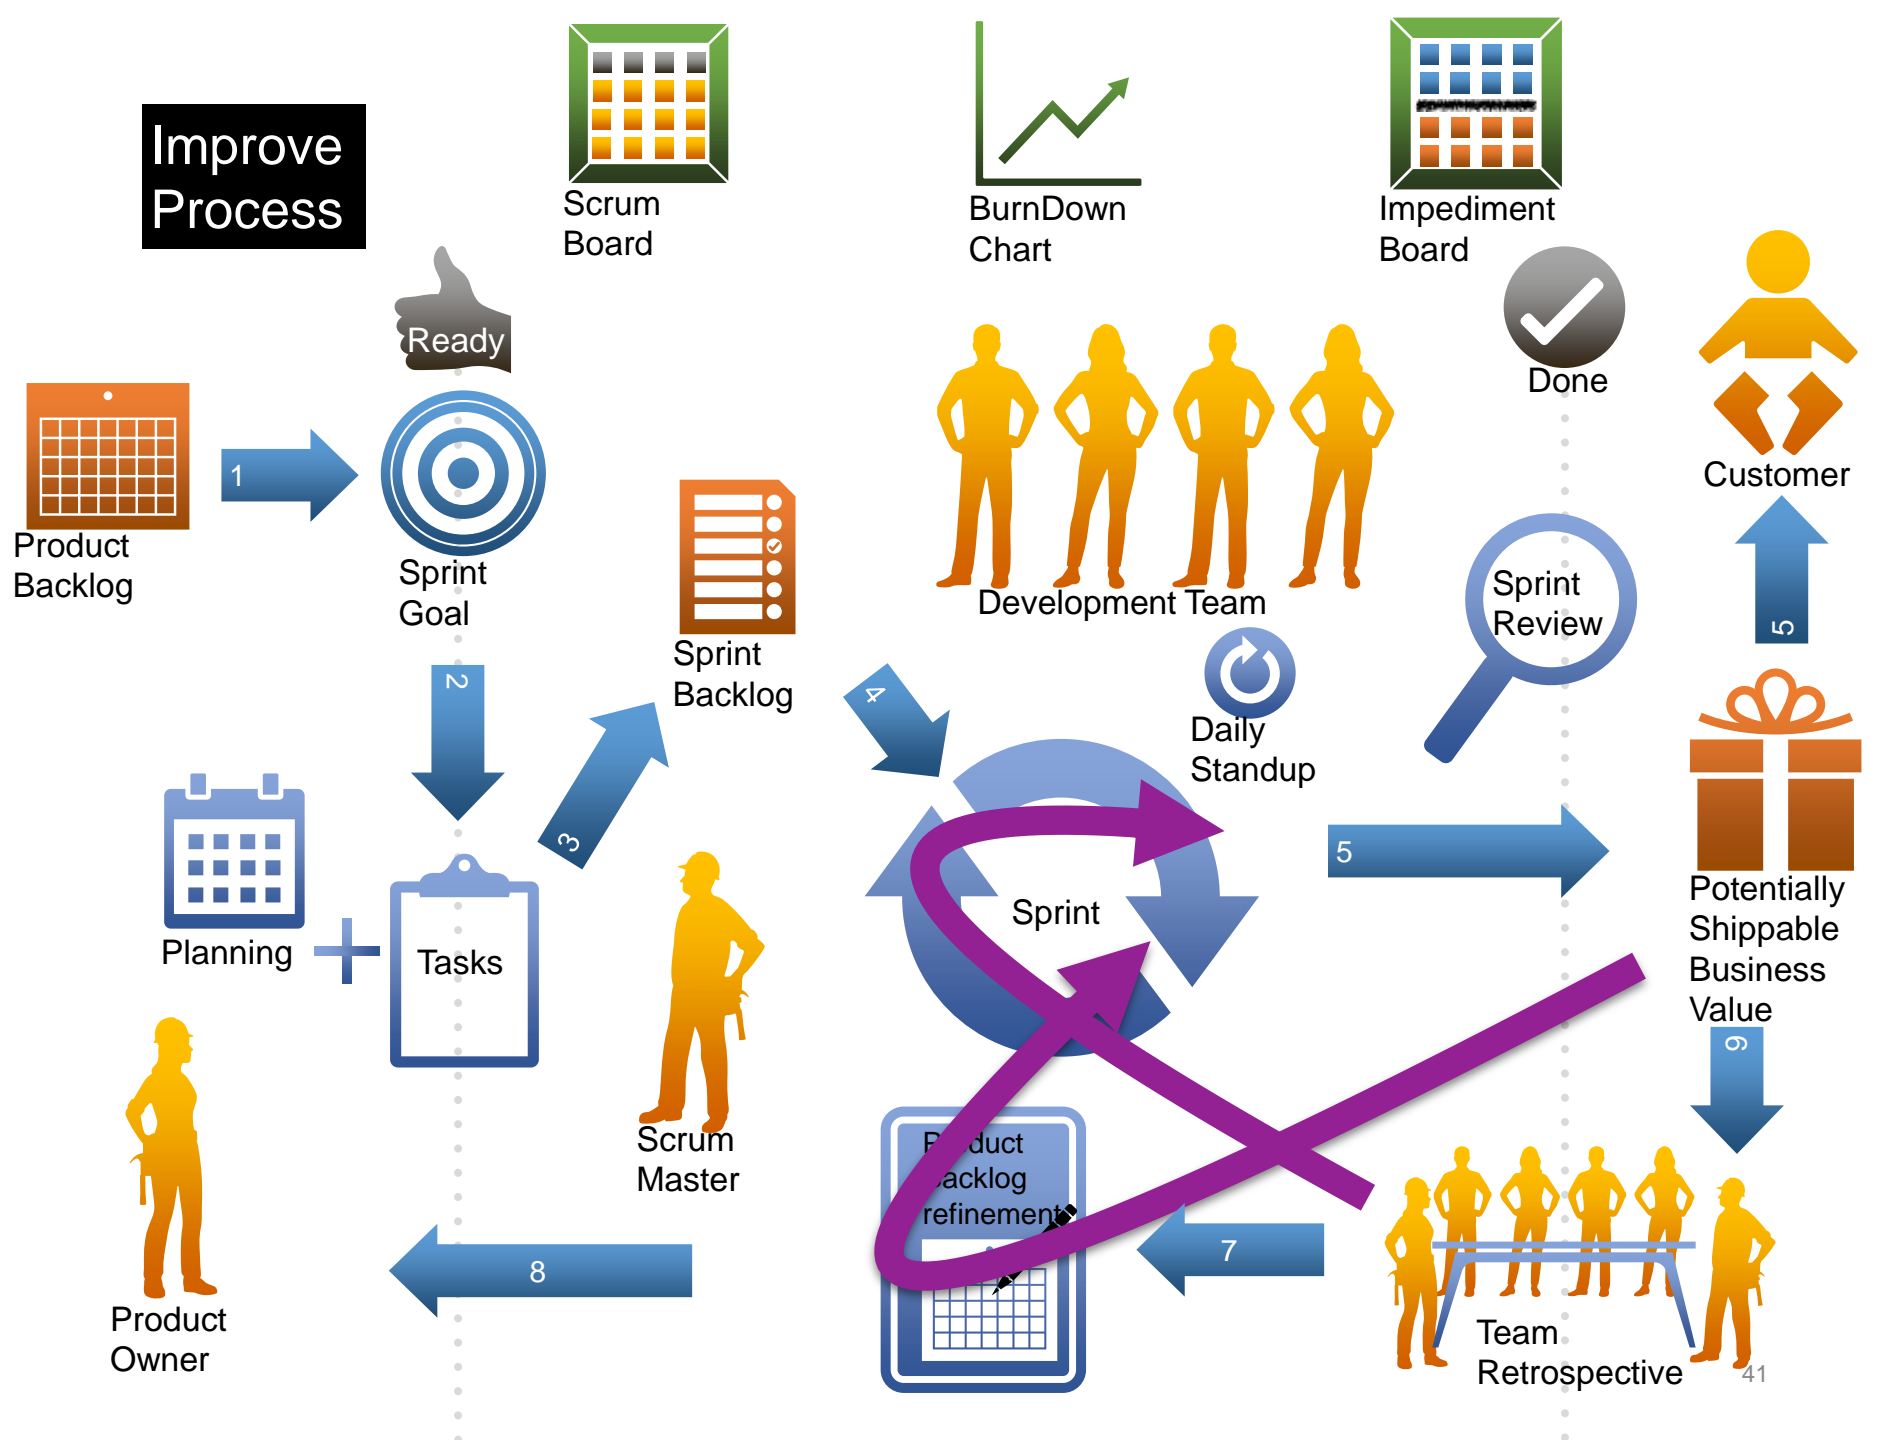 Improve
Process
Scrum
Board
BurnDown
Chart
Impediment
Board
Ready
Done
Customer
1
Product
Backlog
Sprint
Goal
Sprint
Backlog
Development Team
Sprint
Review
5
2
3
4
Daily
Standup
Sprint
5
Potentially
Shippable
Business
Value
Planning
Tasks
6
Scrum
Master
Product
Backlog
refinement
7
8
Product
Owner
Team
Retrospective
41